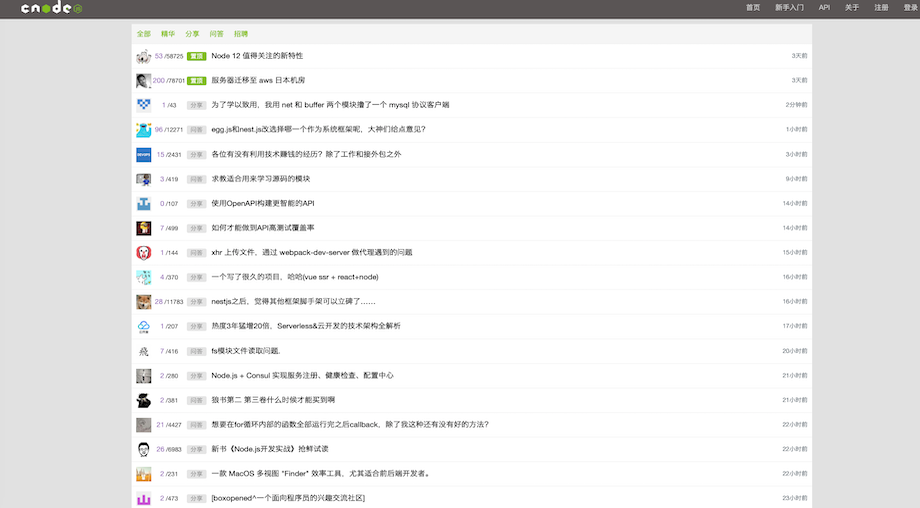 cnode js
首页 新手入门 API 关于 注册 登录
全部 精华 分享 问答 招聘
53 /58725 置顶 Node 12 值得关注的新特性 3天前
200 /78701 置顶 服务器迁移至 aws 日本机房 3天前
1 /43 分享 为了学以致用，我用 net 和 buffer 两个模块撸了一个 mysql 协议客户端 2分钟前
96 /12271 问答 egg.js和nest.js改选择哪一个作为系统框架呢，大神们给点意见？ 1小时前
DEVOPS 15 /2431 分享 各位有没有利用技术赚钱的经历？除了工作和接外包之外 3小时前
3 /419 问答 求教适合用来学习源码的模块 9小时前
0 /107 分享 使用OpenAPI构建更智能的API 14小时前
7 /499 分享 如何才能做到API高测试覆盖率 14小时前
1 /144 问答 xhr 上传文件，通过 webpack-dev-server 做代理遇到的问题 15小时前
4 /370 分享 一个写了很久的项目，哈哈(vue ssr + react+node) 16小时前
28 /11783 分享 nestjs之后，觉得其他框架脚手架可以立碑了…… 16小时前
1 /207 分享 热度3年猛增20倍，Serverless&云开发的技术架构全解析 17小时前
飛 7 /416 问答 fs模块文件读取问题. 20小时前
2 /280 分享 Node.js + Consul 实现服务注册、健康检查、配置中心 21小时前
2 /381 问答 狼书第二 第三卷什么时候才能买到啊 21小时前
21 /4427 问答 想要在for循环内部的函数全部运行完之后callback，除了我这种还有没有好的方法？ 22小时前
26 /6983 分享 新书《Node.js开发实战》抢鲜试读 22小时前
2 /231 分享 一款 MacOS 多视图 "Finder" 效率工具，尤其适合前后端开发者。 22小时前
2 /473 分享 [boxopened^一个面向程序员的兴趣交流社区] 23小时前